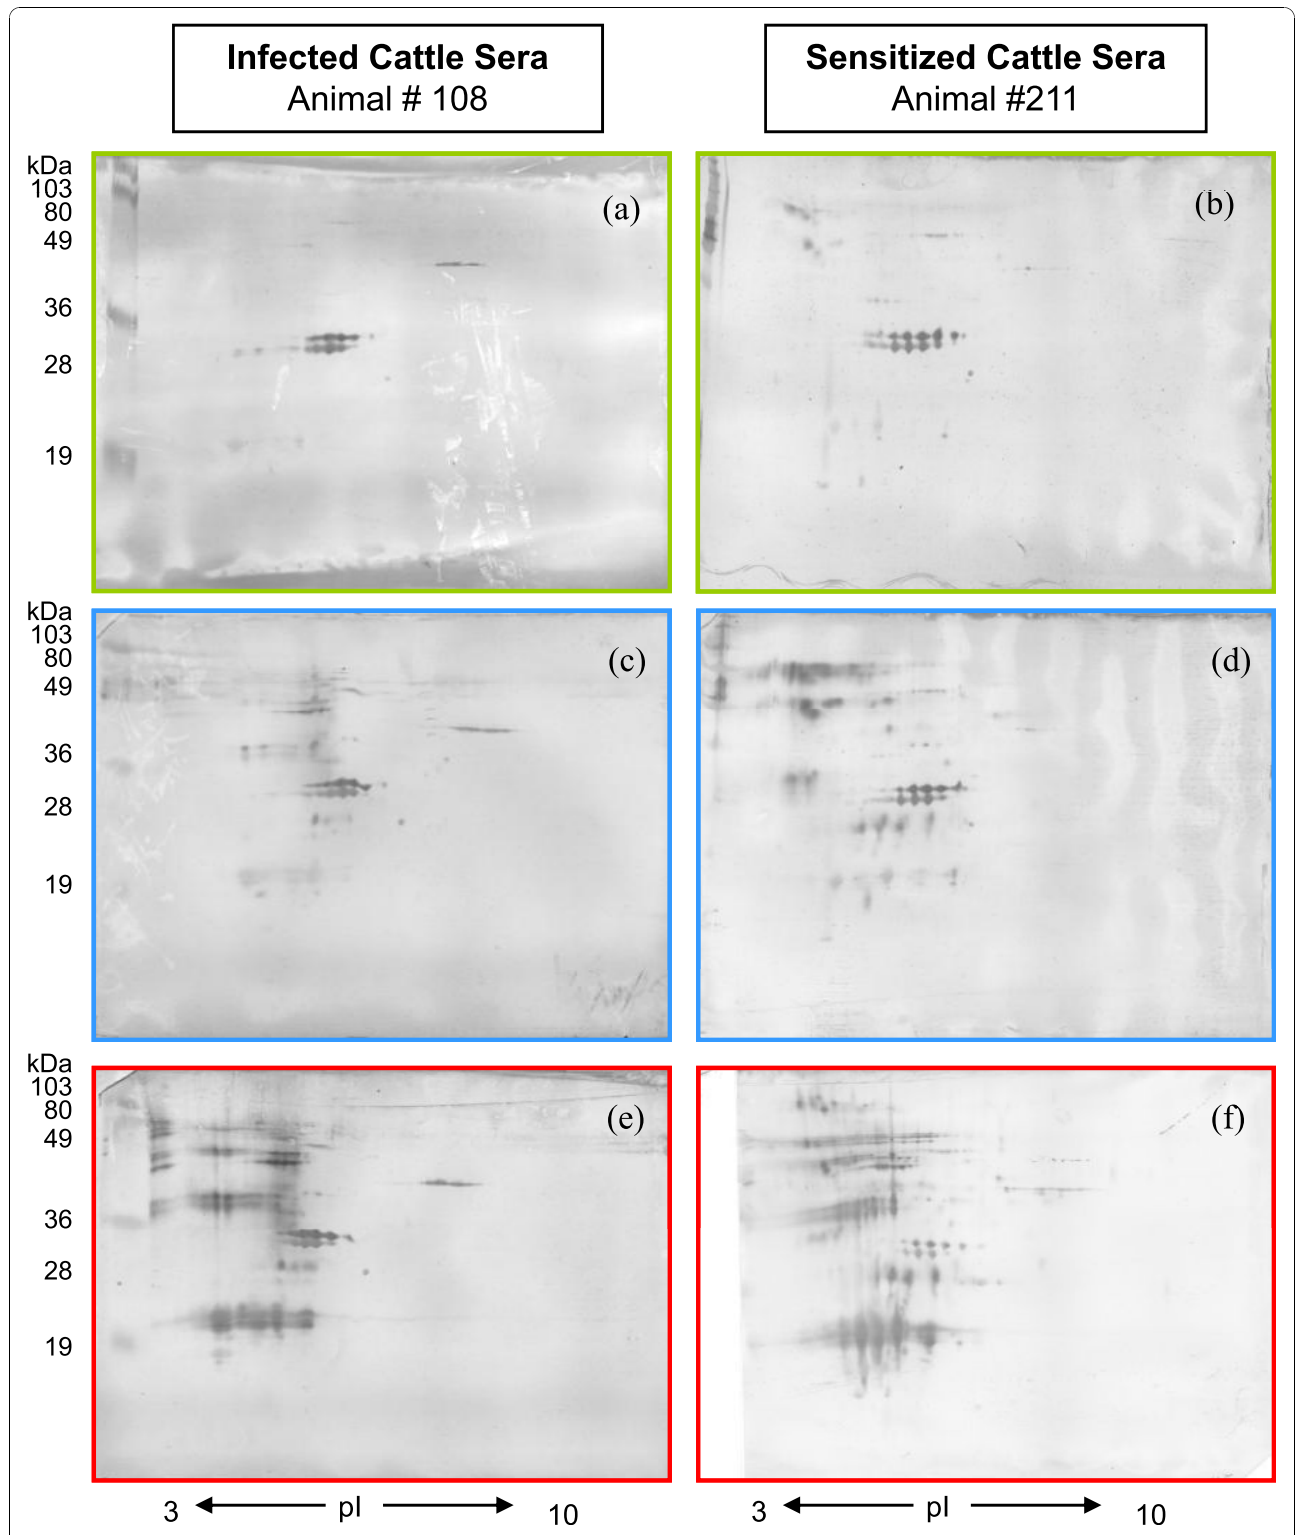 Infected Cattle Sera
Animal # 108
Sensitized Cattle Sera
Animal #211
kDa
103
80
49
36
28
19
(a)
(b)
kDa
103
80
49
36
28
19
(c)
(d)
kDa
103
80
49
36
28
19
(e)
(f)
3 pI 10
3 pI 10